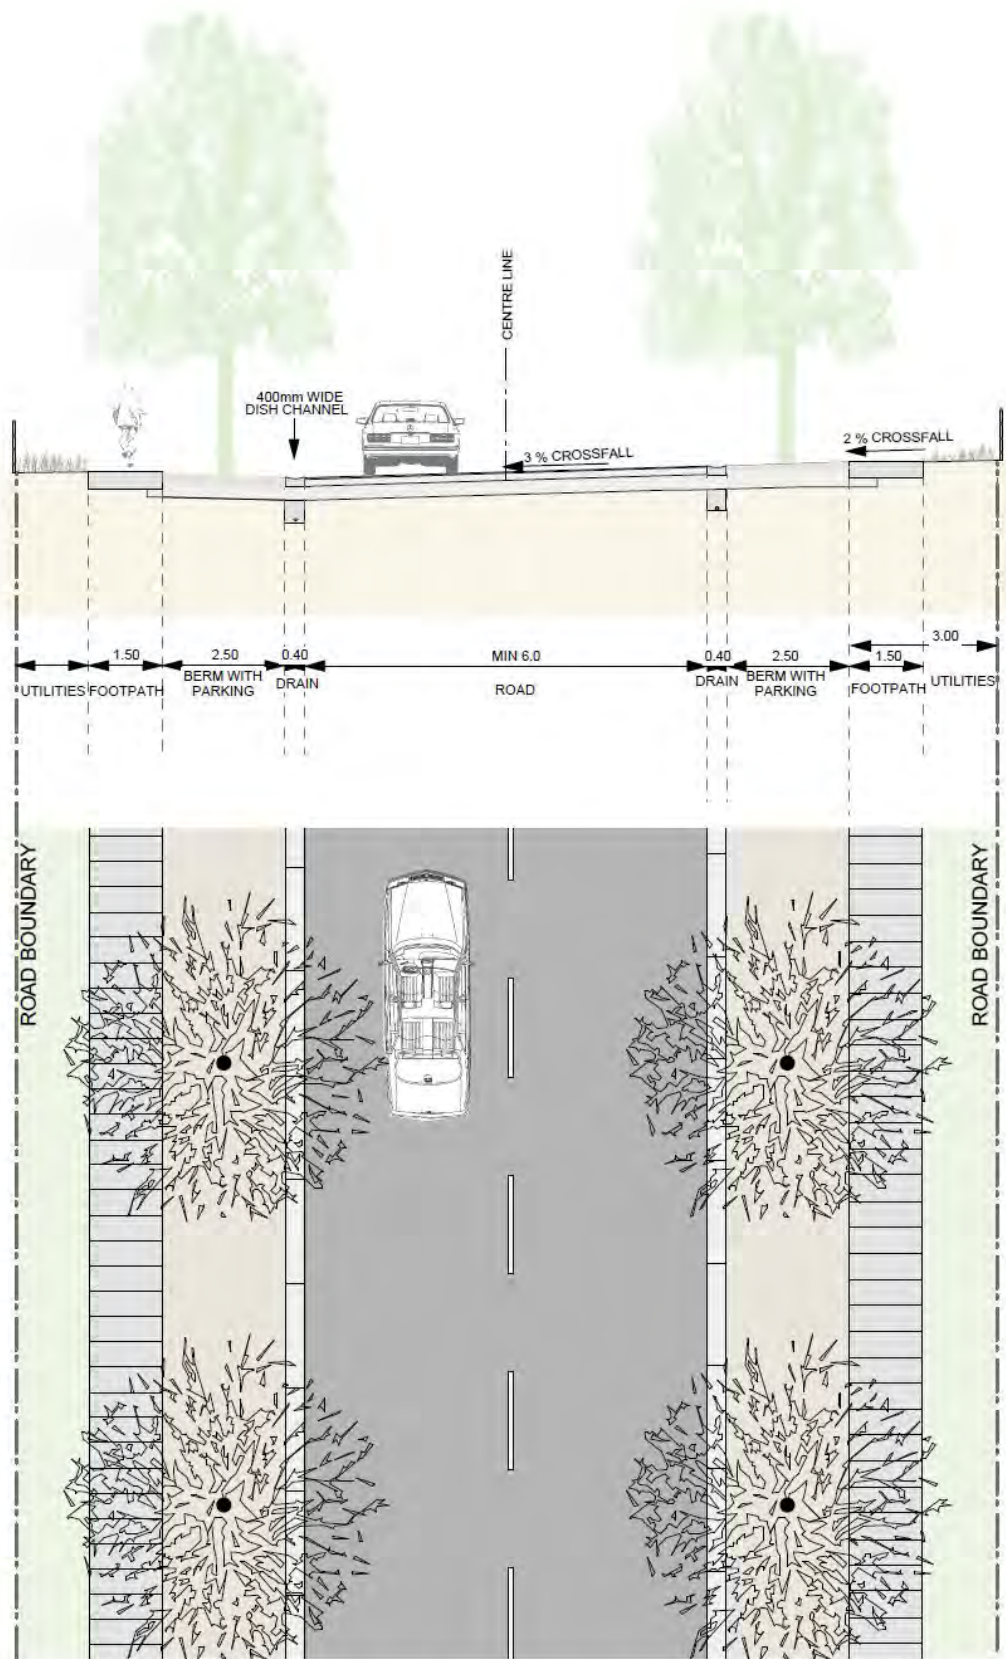 CENTRE LINE
400mm WIDE
DISH CHANNEL
3 % CROSSFALL
2 % CROSSFALL
3.00
1.50
2.50
0.40
MIN 6.0
0.40
2.50
1.50
UTILITIES
FOOTPATH
BERM WITH
PARKING
DRAIN
ROAD
DRAIN
BERM WITH
PARKING
FOOTPATH
UTILITIES
ROAD BOUNDARY
ROAD BOUNDARY